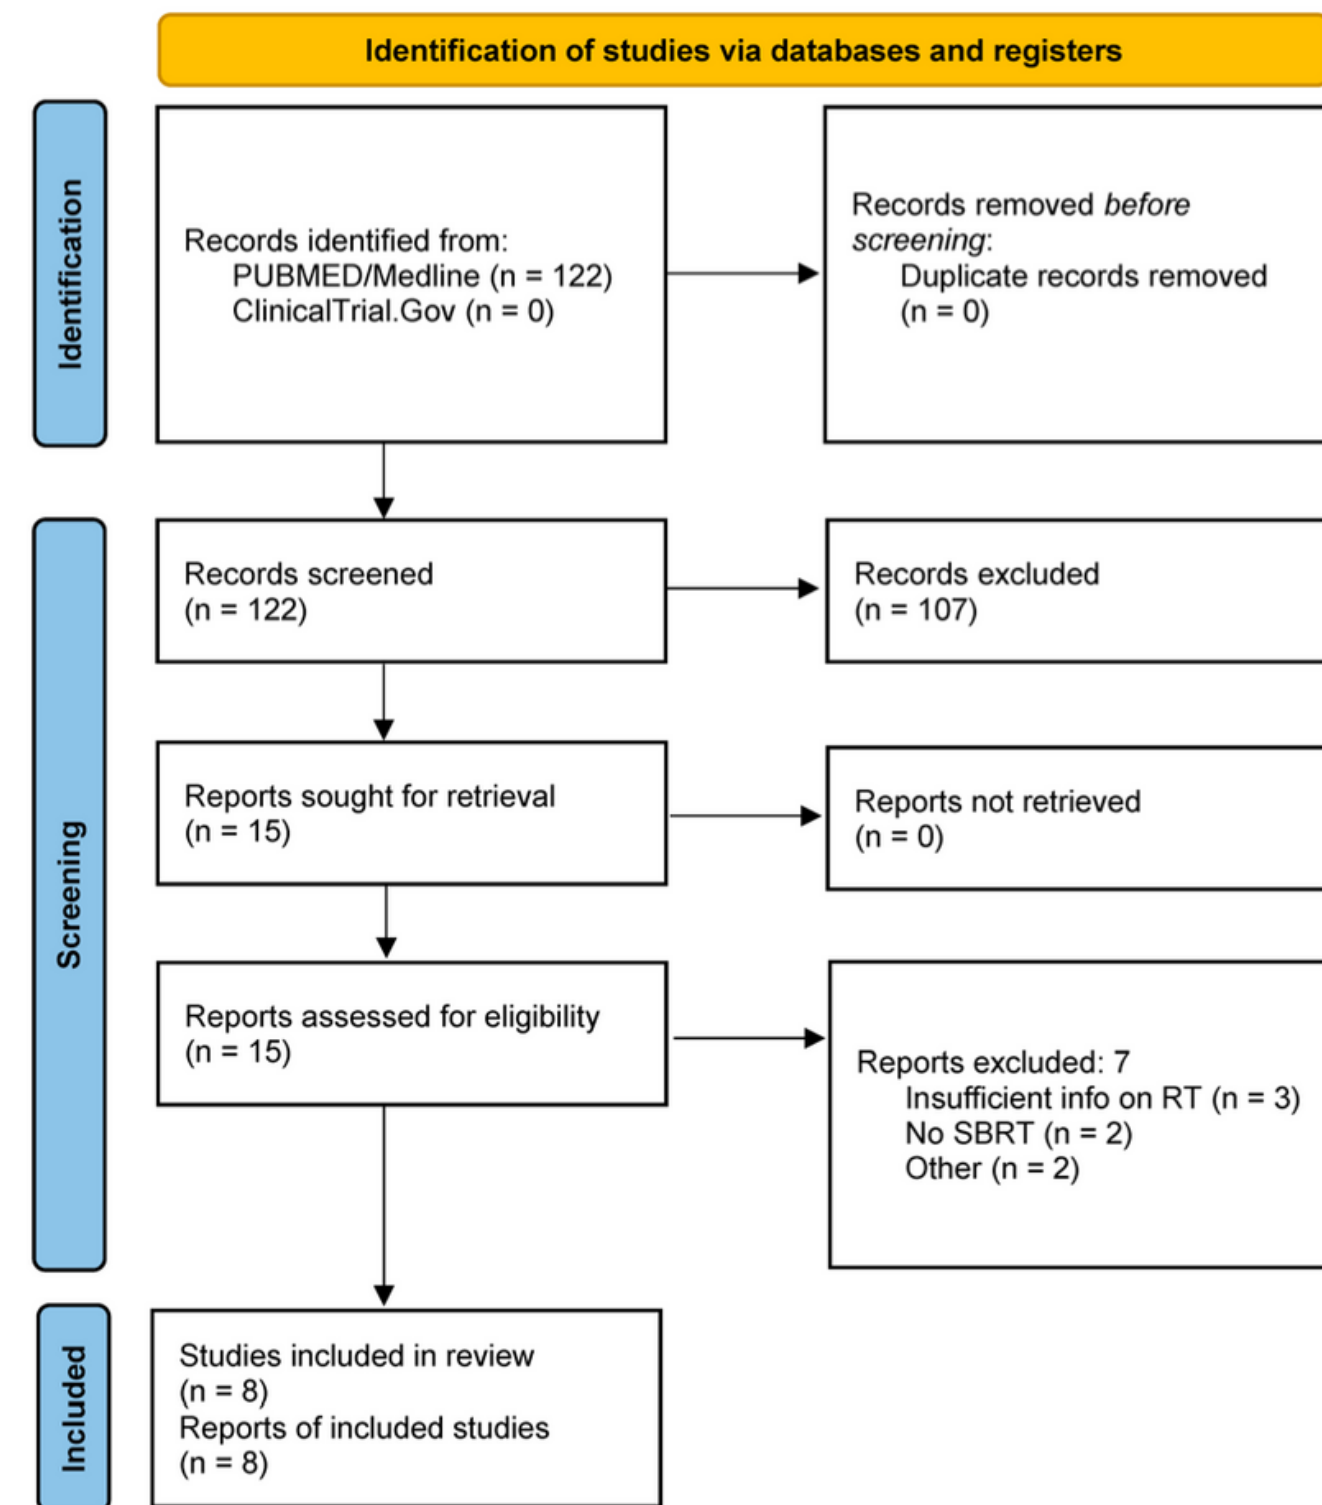 Identification of studies via databases and registers
Identification
Records identified from:
PUBMED/Medline (n = 122)
ClinicalTrial.Gov (n = 0)
Records removed before
screening:
Duplicate records removed
(n = 0)
Screening
Records screened
(n = 122)
Records excluded
(n = 107)
Reports sought for retrieval
(n = 15)
Reports not retrieved
(n = 0)
Reports assessed for eligibility
(n = 15)
Reports excluded: 7
Insufficient info on RT (n = 3)
No SBRT (n = 2)
Other (n = 2)
Included
Studies included in review
(n = 8)
Reports of included studies
(n = 8)